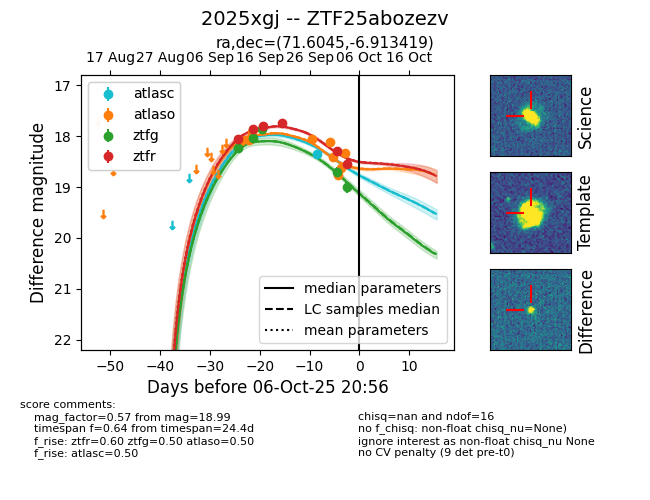 2025xgj -- ZTF25abozezv
ra,dec=(71.6045,-6.913419)
17 Aug 27 Aug 06 Sep 16 Sep 26 Sep 06 Oct 16 Oct
17
18
19
20
21
22
Difference magnitude
atlasc
atlaso
ztfg
ztfr
median parameters
LC samples median
mean parameters
−50 −40 −30 −20 −10 0 10
Days before 06-Oct-25 20:56
Science
Template
Difference
score comments:
mag_factor=0.57 from mag=18.99
timespan f=0.64 from timespan=24.4d
f_rise: ztfr=0.60 ztfg=0.50 atlaso=0.50
f_rise: atlasc=0.50
chisq=nan and ndof=16
no f_chisq: non-float chisq_nu=None)
ignore interest as non-float chisq_nu None
no CV penalty (9 det pre-t0)